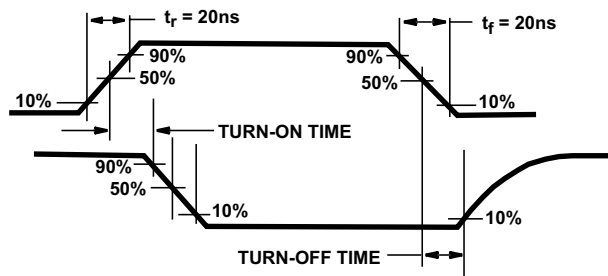 tr = 20ns
tf = 20ns
90%
90%
50%
50%
10%
10%
TURN-ON TIME
90%
50%
10%
10%
TURN-OFF TIME